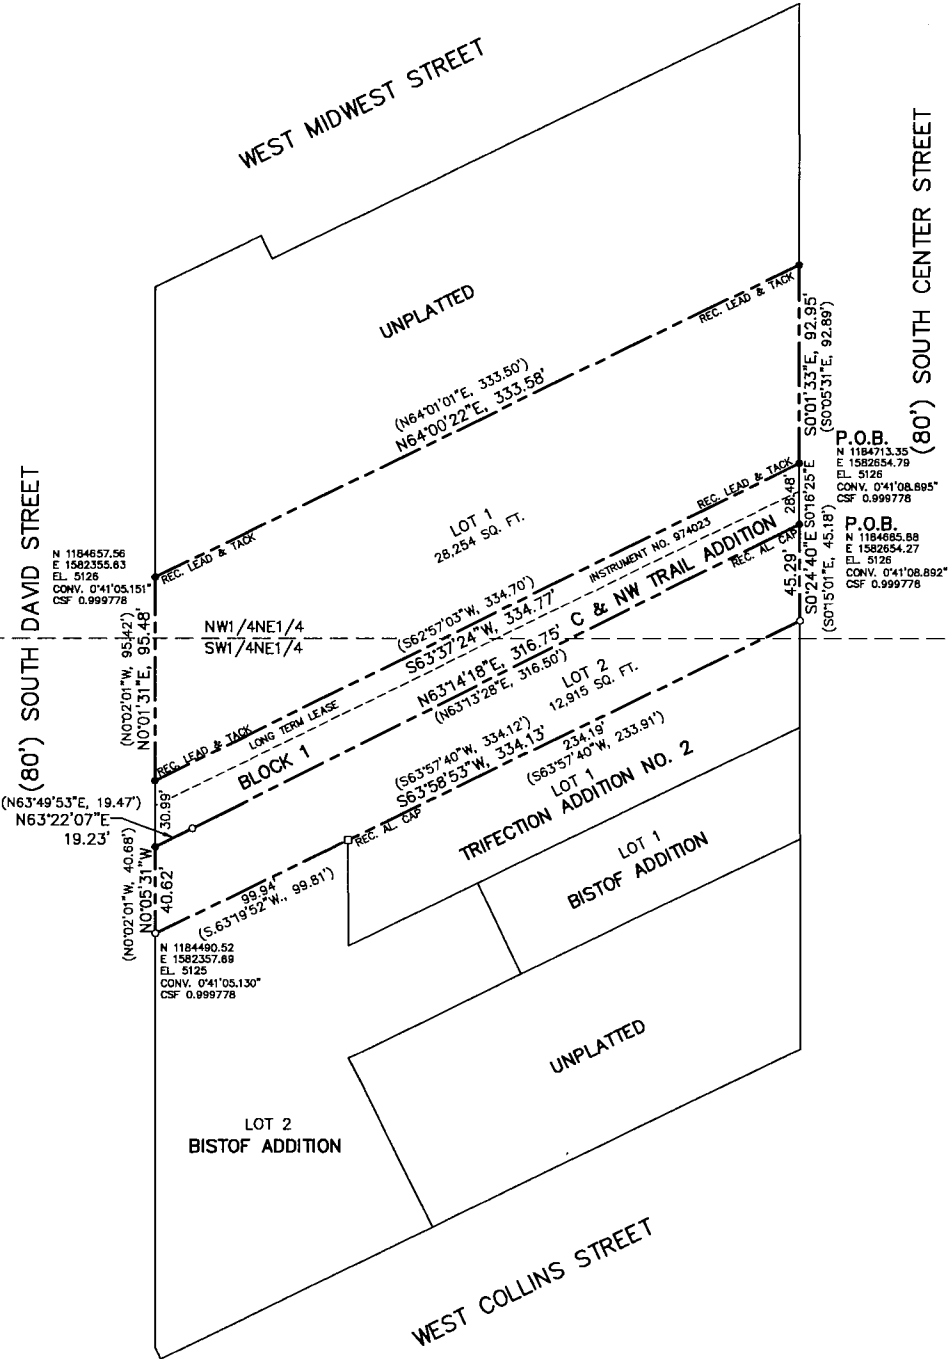 WEST MIDWEST STREET
(80') SOUTH CENTER STREET
UNPLATTED
REC. LEAD & TACK
(N64°01'01"E, 333.50')
N64°00'22"E, 333.58'
S0°01'33"E, 92.95'
(S0°05'31"E, 92.89')
P.O.B.
N 1184713.35
E 1582654.79
EL 5126
CONV. 0°41'08.895"
CSF 0.999778
REC. LEAD & TACK
28.48'
S0°16'25"E
LOT 1
28,254 SQ. FT.
INSTRUMENT NO. 974023
C & NW TRAIL ADDITION
REC. AL. CAP
P.O.B.
N 1184685.88
E 1582654.27
EL 5126
CONV. 0°41'08.892"
CSF 0.999778
45.29'
S0°24'40"E
(S0°15'01"E, 45.18')
(80') SOUTH DAVID STREET
N 1184657.56
E 1582355.63
EL 5126
CONV. 0°41'05.151"
CSF 0.999778
REC. LEAD & TACK
NW1/4NE1/4
SW1/4NE1/4
(N0°02'01"W, 95.42')
N0°01'31"E, 95.48'
(S62°57'03"W, 334.70')
S63°37'24"W, 334.77'
N63°14'18"E, 316.75'
(N63°13'28"E, 316.50')
LOT 2
12,915 SQ. FT.
REC. LEAD & TACK
LONG TERM LEASE
BLOCK 1
(S63°57'40"W, 334.12')
S63°58'53"W, 334.13'
234.19'
(S63°57'40"W, 233.91')
LOT 1
TRIFECTION ADDITION NO. 2
(N63°49'53"E, 19.47')
N63°22'07"E
19.23'
30.99'
REC. AL. CAP
LOT 1
BISTOF ADDITION
(N0°02'01"W, 40.68')
N0°05'31"W
40.62'
99.94'
(S.63°19'52"W., 99.81')
N 1184490.52
E 1582357.69
EL 5125
CONV. 0°41'05.130"
CSF 0.999778
UNPLATTED
LOT 2
BISTOF ADDITION
WEST COLLINS STREET